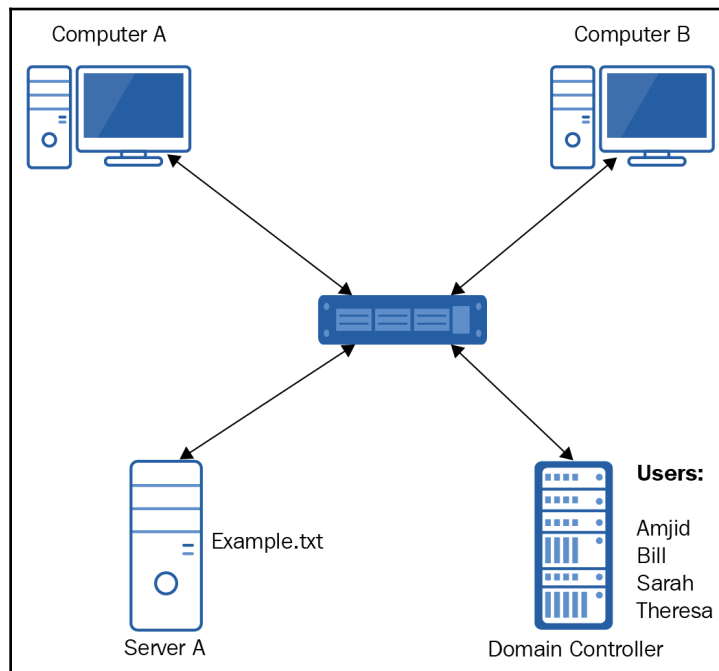 Computer A
Computer B
Example.txt
Server A
Users:
Amjid
Bill
Sarah
Theresa
Domain Controller